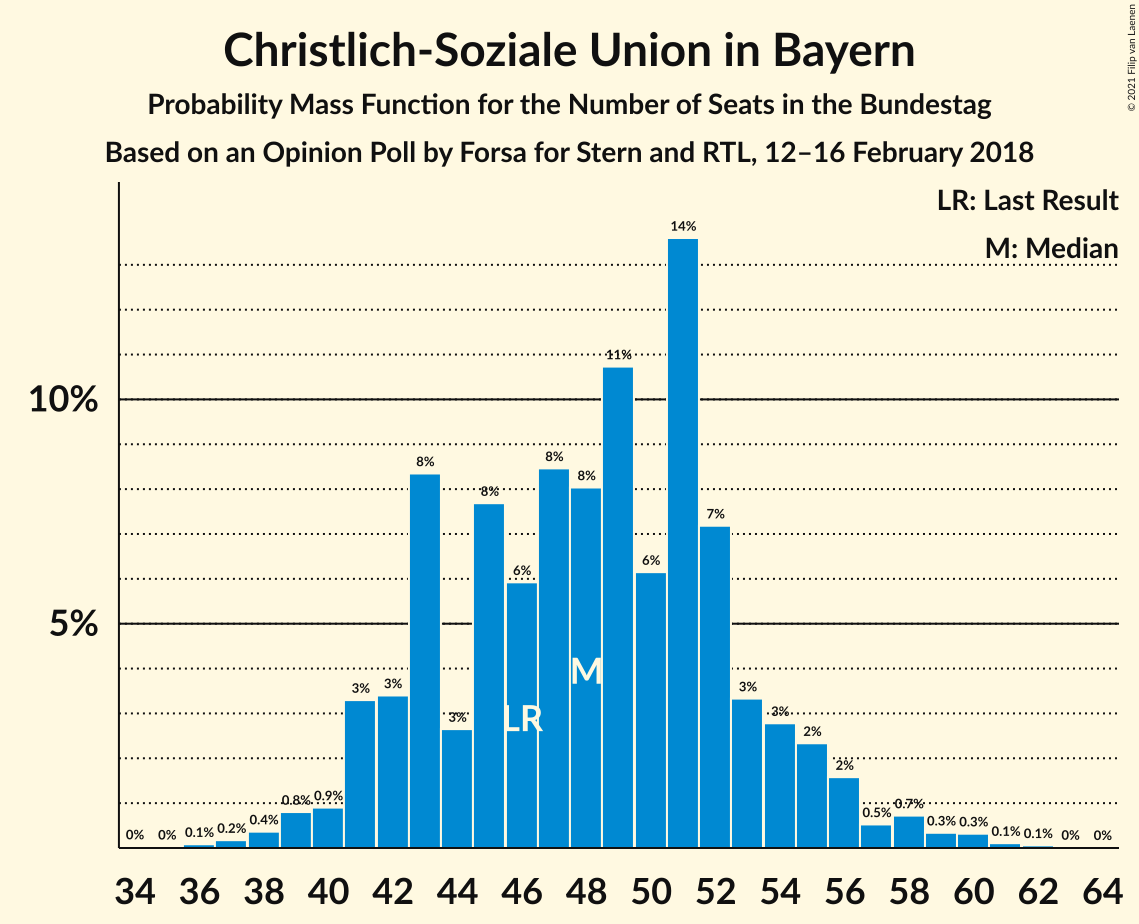 Christlich-Soziale Union in Bayern
Probability Mass Function for the Number of Seats in the Bundestag
Based on an Opinion Poll by Forsa for Stern and RTL, 12–16 February 2018
© 2021 Filip van Laenen
LR: Last Result
M: Median
10%
5%
0% 0% 0.1% 0.2% 0.4% 0.8% 0.9% 3% 3% 8% 3% 8% 6% 8% 8% 11% 6% 14% 7% 3% 3% 2% 2% 0.5% 0.7% 0.3% 0.3% 0.1% 0.1% 0% 0%
M
LR
34 36 38 40 42 44 46 48 50 52 54 56 58 60 62 64